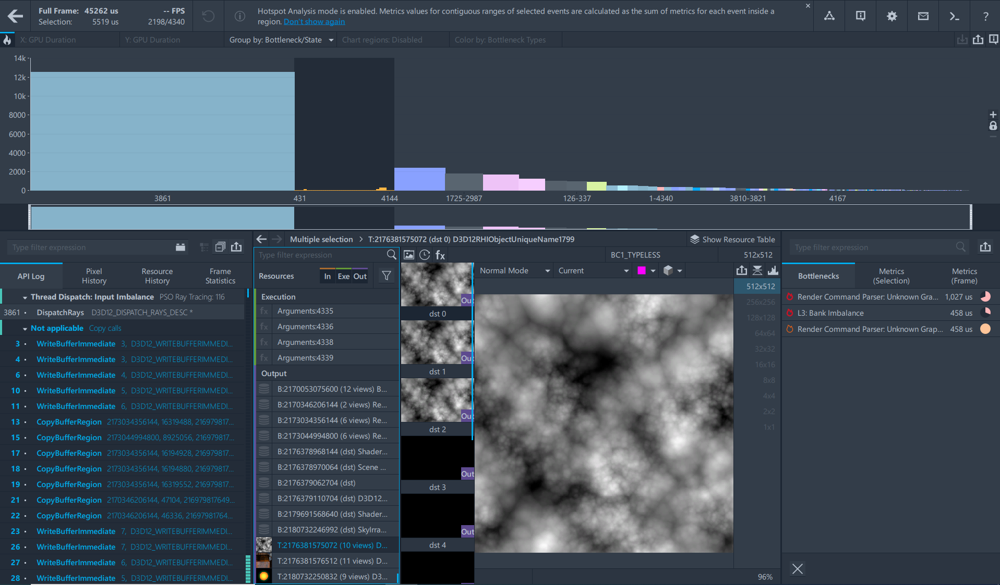 Full Frame: 45262 us -- FPS
Selection: 5519 us 2198/4340
Hotspot Analysis mode is enabled. Metrics values for contiguous ranges of selected events are calculated as the sum of metrics for each event inside a
region. Don't show again
X: GPU Duration
Y: GPU Duration
Group by: Bottleneck/State
Chart regions: Disabled
Color by: Bottleneck Types
14k
12k
10k
8000
6000
4000
2000
0
3861
431
4144
1725-2987
126-337
1-4340
3810-3821
4167
Type filter expression
API Log
Pixel
History
Resource
History
Frame
Statistics
Thread Dispatch: Input Imbalance PSO Ray Tracing: 116
3861 DispatchRays D3D12_DISPATCH_RAYS_DESC *
Not applicable Copy calls
3 WriteBufferImmediate 3, D3D12_WRITEBUFFERIMMEDI...
4 WriteBufferImmediate 3, D3D12_WRITEBUFFERIMMEDI...
6 WriteBufferImmediate 4, D3D12_WRITEBUFFERIMMEDI...
10 WriteBufferImmediate 5, D3D12_WRITEBUFFERIMMEDI...
11 WriteBufferImmediate 6, D3D12_WRITEBUFFERIMMEDI...
13 CopyBufferRegion 2173034356144, 16319488, 216979817...
15 CopyBufferRegion 2173044994800, 8925056, 216979817...
17 CopyBufferRegion 2173034356144, 16194928, 216979817...
18 CopyBufferRegion 2173034356144, 16194880, 216979817...
19 CopyBufferRegion 2173034356144, 16319552, 216979817...
21 CopyBufferRegion 2170346206144, 47104, 216979817649...
22 CopyBufferRegion 2170346206144, 46336, 21697981764...
23 WriteBufferImmediate 7, D3D12_WRITEBUFFERIMMEDI...
26 WriteBufferImmediate 7, D3D12_WRITEBUFFERIMMEDI...
27 WriteBufferImmediate 6, D3D12_WRITEBUFFERIMMEDI...
28 WriteBufferImmediate 5, D3D12_WRITEBUFFERIMMEDI...
Multiple selection > T:2176381575072 (dst 0) D3D12RHIObjectUniqueName1799
Show Resource Table
Type filter expression
fx
BC1_TYPELESS
512x512
Resources
In Exe Out
Execution
fx Arguments:4335
fx Arguments:4336
fx Arguments:4338
fx Arguments:4339
Output
B:2170053075600 (12 views) B...
B:2170346206144 (2 views) Re...
B:2173034356144 (6 views) Re...
B:2173044994800 (6 views) Re...
B:2176378968144 (dst) Shader...
B:2176378970064 (dst) Scene ...
B:2176379062704 (dst)
B:2176379110704 (dst) D3D12...
B:2179691568640 (dst) Shader...
B:2180732246992 (dst) SkyIrra...
T:2176381575072 (10 views) D...
T:2176381576512 (11 views) D...
T:2180732250832 (9 views) D3...
Out
dst 0
Out
dst 1
Out
dst 2
Out
dst 3
Out
dst 4
Normal Mode
Current
512x512
256x256
128x128
64x64
32x32
16x16
8x8
4x4
2x2
1x1
96%
Type filter expression
Bottlenecks
Metrics
(Selection)
Metrics
(Frame)
Render Command Parser: Unknown Gra... 1,027 us
L3: Bank Imbalance 458 us
Render Command Parser: Unknown Grap... 458 us